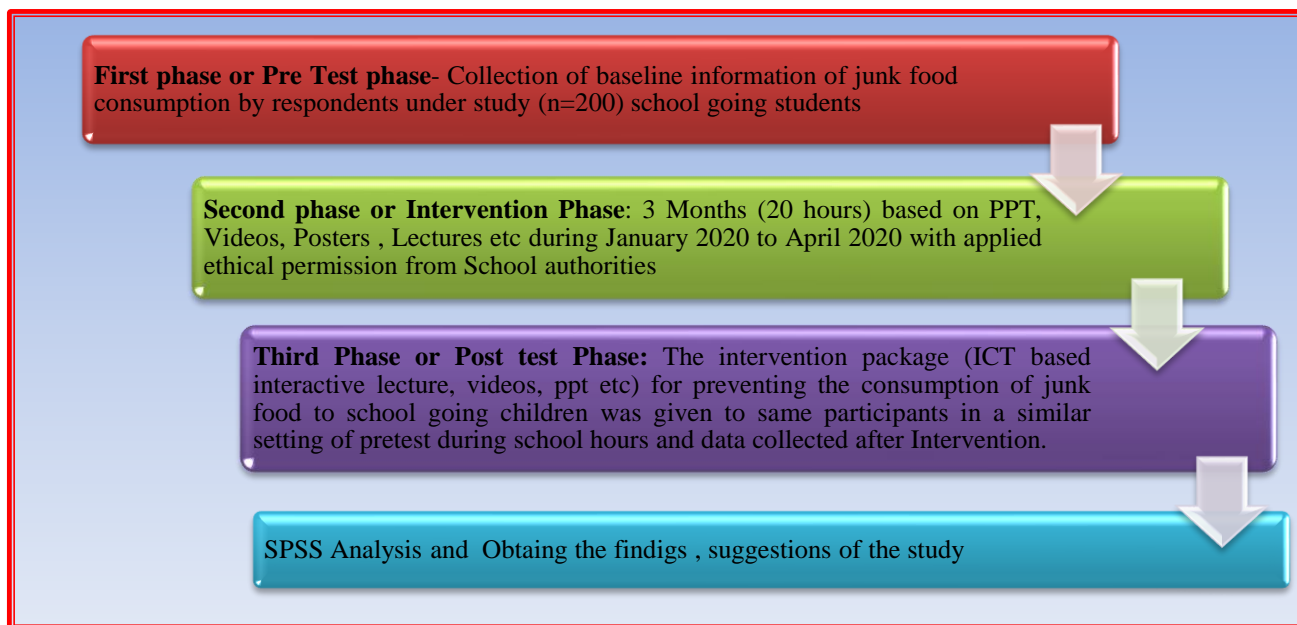 First phase or Pre Test phase- Collection of baseline information of junk food
consumption by respondents under study (n=200) school going students
Second phase or Intervention Phase: 3 Months (20 hours) based on PPT,
Videos, Posters , Lectures etc during January 2020 to April 2020 with applied
ethical permission from School authorities
Third Phase or Post test Phase: The intervention package (ICT based
interactive lecture, videos, ppt etc) for preventing the consumption of junk
food to school going children was given to same participants in a similar
setting of pretest during school hours and data collected after Intervention.
SPSS Analysis and Obtaing the findigs , suggestions of the study